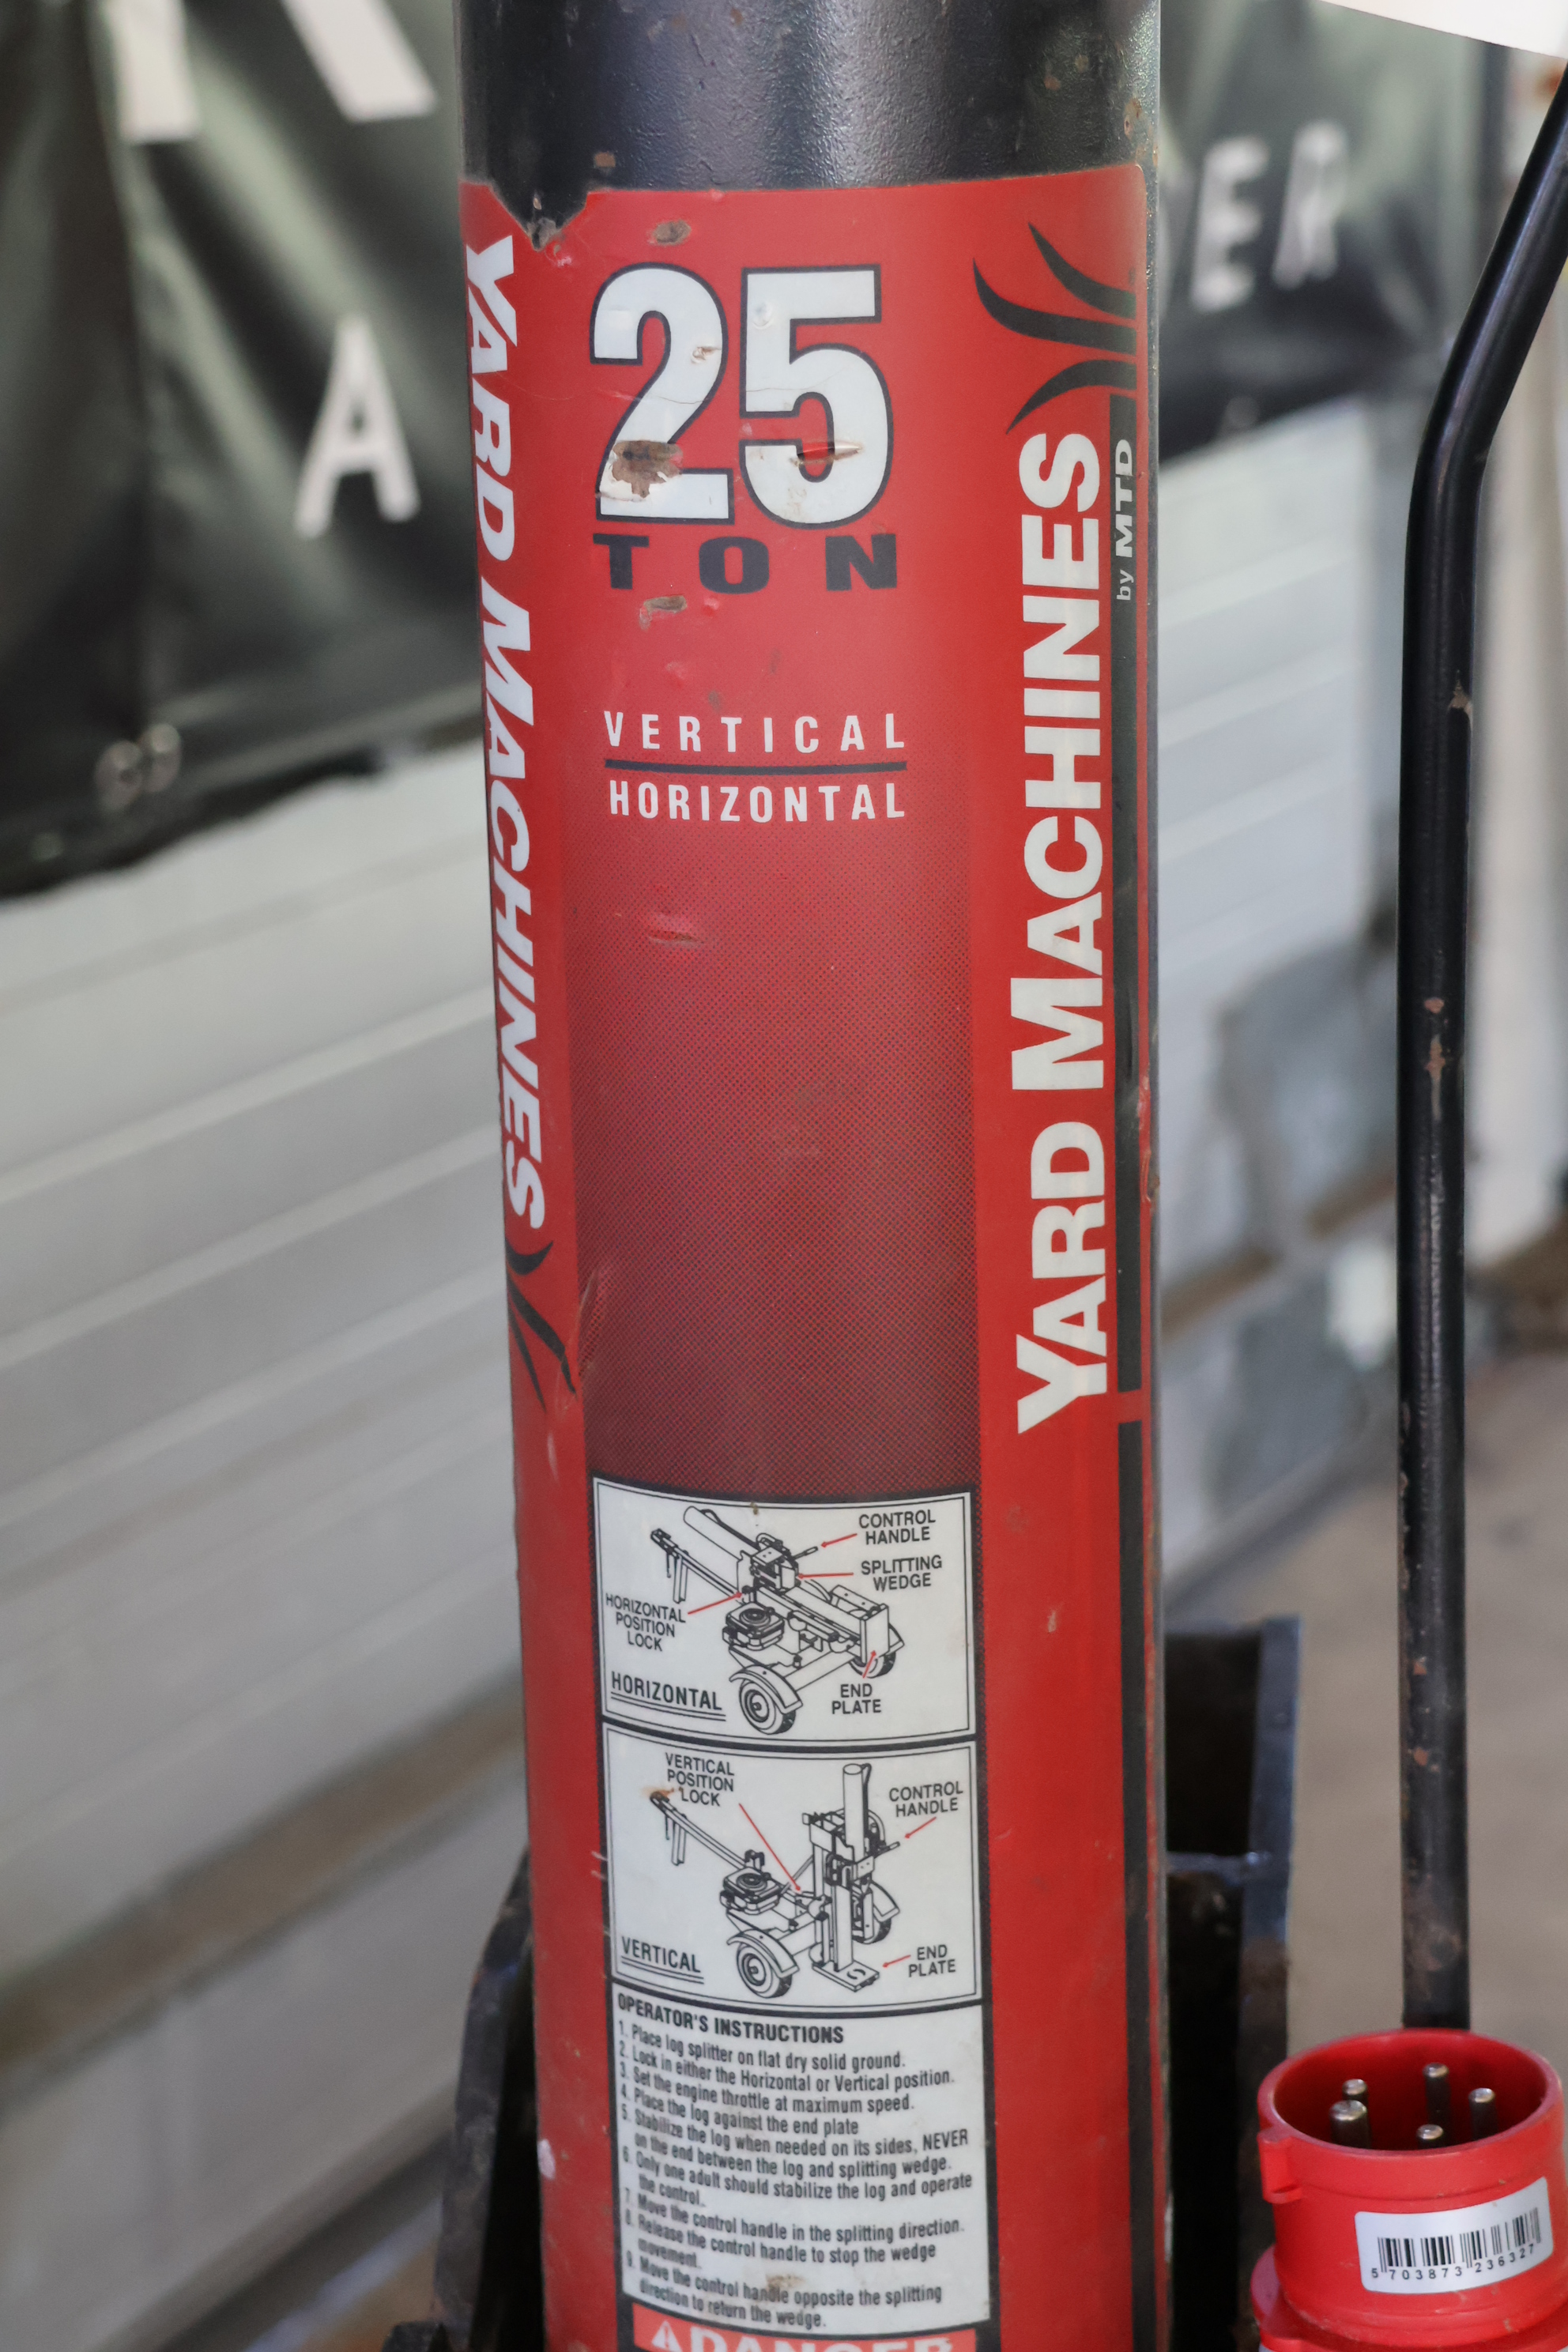 A
ER
25
TON
VERTICAL
HORIZONTAL
YARD MACHINES
YARD MACHINES
by MTD
CONTROL
HANDLE
SPLITTING
WEDGE
HORIZONTAL
POSITION
LOCK
END
PLATE
HORIZONTAL
VERTICAL
POSITION
LOCK
CONTROL
HANDLE
END
PLATE
VERTICAL
OPERATOR'S INSTRUCTIONS
1. Place log splitter on flat dry solid ground.
2. Lock in either the Horizontal or Vertical position.
3. Set the engine throttle at maximum speed.
4. Place the log against the end plate
5. Stabilize the log when needed on its sides, NEVER
on the end between the log and splitting wedge.
6. Only one adult should stabilize the log and operate
the control.
7. Move the control handle in the splitting direction.
8. Release the control handle to stop the wedge
movement.
9. Move the control handle opposite the splitting
direction to return the wedge.
DANGER
5 703873 236327